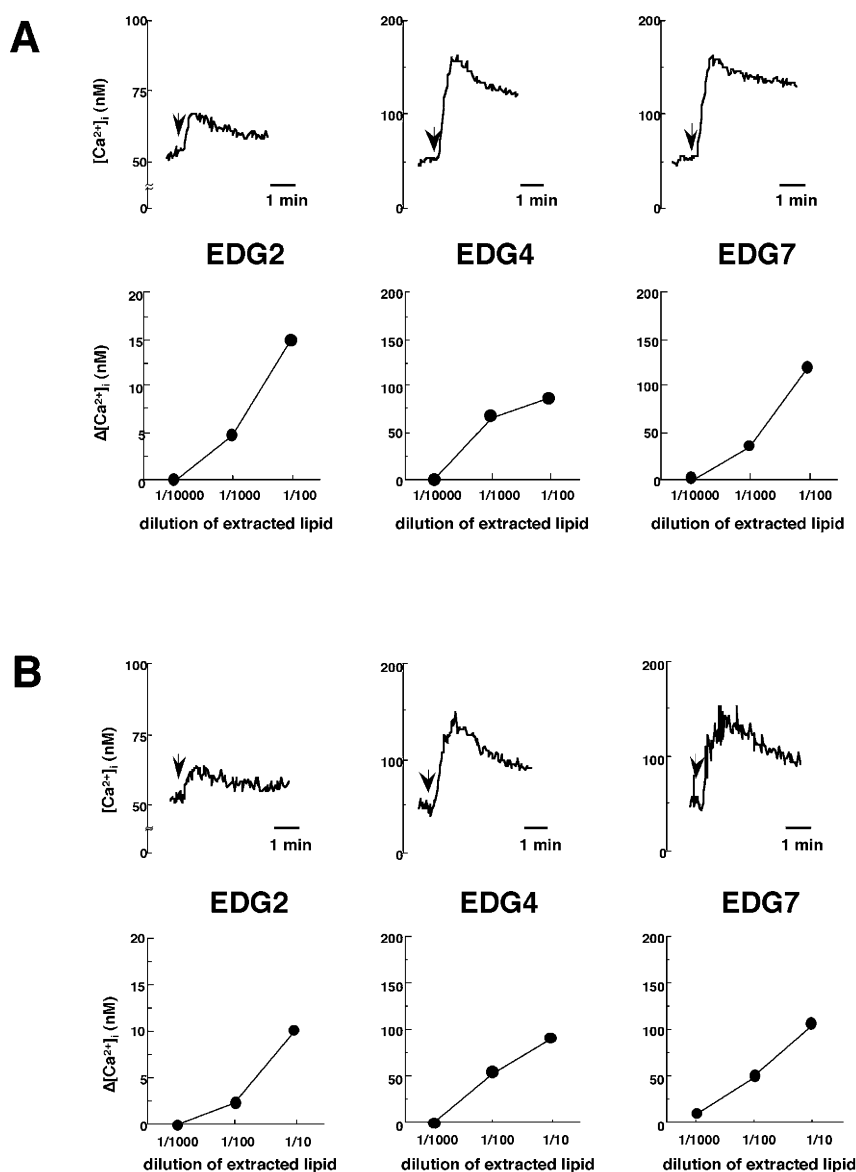 A
100
75
50
0
[Ca²⁺]ᵢ (nM)
1 min
200
100
0
1 min
200
100
0
1 min
EDG2
EDG4
EDG7
20
15
10
5
0
Δ[Ca²⁺]ᵢ (nM)
1/10000 1/1000 1/100
dilution of extracted lipid
200
150
100
50
0
1/10000 1/1000 1/100
dilution of extracted lipid
200
150
100
50
0
1/10000 1/1000 1/100
dilution of extracted lipid
B
100
75
50
0
[Ca²⁺]ᵢ (nM)
1 min
200
100
0
1 min
200
100
0
1 min
EDG2
EDG4
EDG7
20
15
10
5
0
Δ[Ca²⁺]ᵢ (nM)
1/1000 1/100 1/10
dilution of extracted lipid
200
150
100
50
0
1/1000 1/100 1/10
dilution of extracted lipid
200
150
100
50
0
1/1000 1/100 1/10
dilution of extracted lipid